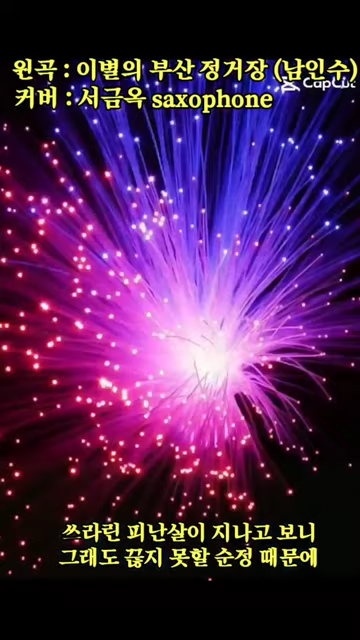 원곡 : 이별의 부산 정거장 (남인수)
CapCut
커버 : 서금옥 saxophone
쓰라린 피난살이 지나고 보니
그래도 끊지 못할 순정 때문에